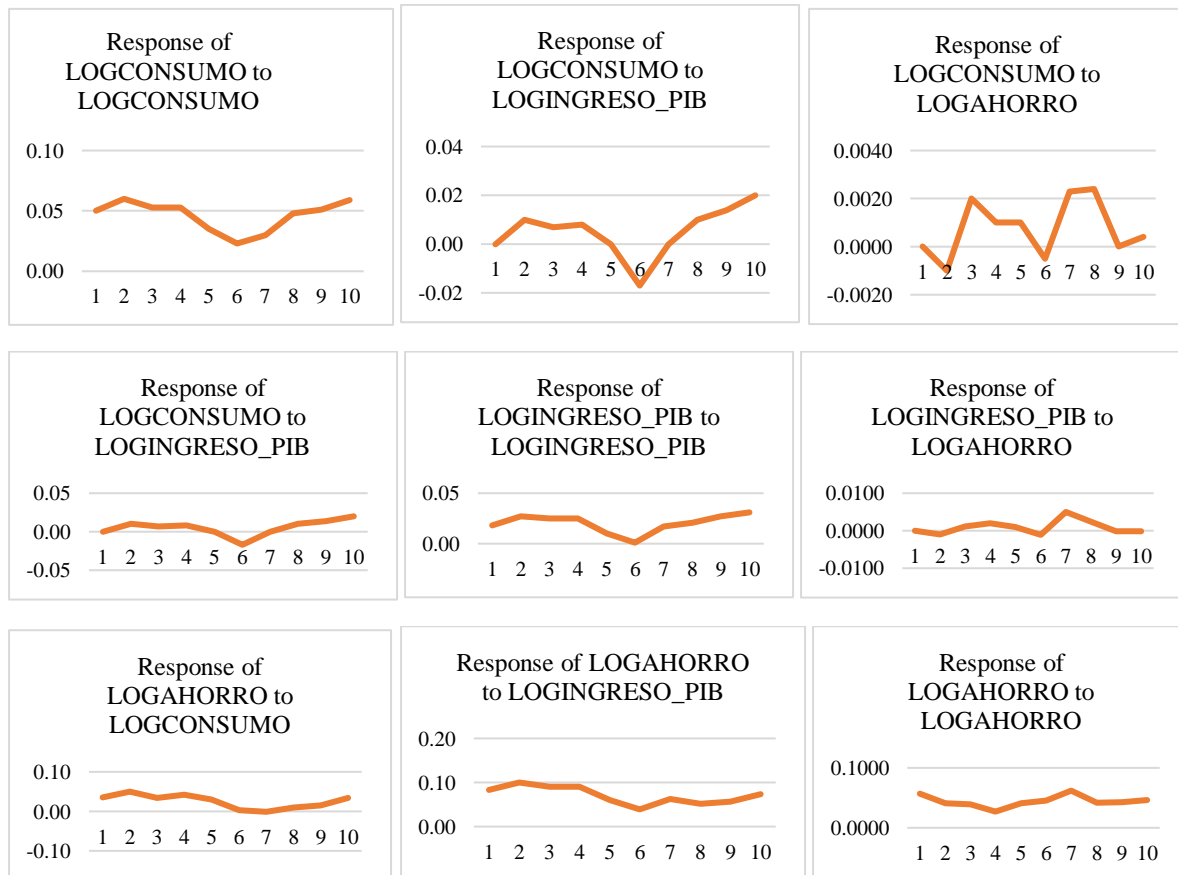 Response of
LOGCONSUMO to
LOGCONSUMO
0.10
0.05
0.00
1 2 3 4 5 6 7 8 9 10
Response of
LOGCONSUMO to
LOGINGRESO_PIB
0.04
0.02
0.00
-0.02
1 2 3 4 5 6 7 8 9 10
Response of
LOGCONSUMO to
LOGAHORRO
0.0040
0.0020
0.0000
-0.0020
1 2 3 4 5 6 7 8 9 10
Response of
LOGCONSUMO to
LOGINGRESO_PIB
0.05
0.00
-0.05
1 2 3 4 5 6 7 8 9 10
Response of
LOGINGRESO_PIB to
LOGINGRESO_PIB
0.05
0.00
1 2 3 4 5 6 7 8 9 10
Response of
LOGINGRESO_PIB to
LOGAHORRO
0.0100
0.0000
-0.0100
1 2 3 4 5 6 7 8 9 10
Response of
LOGAHORRO to
LOGCONSUMO
0.10
0.00
-0.10
1 2 3 4 5 6 7 8 9 10
Response of LOGAHORRO
to LOGINGRESO_PIB
0.20
0.10
0.00
1 2 3 4 5 6 7 8 9 10
Response of
LOGAHORRO to
LOGAHORRO
0.1000
0.0000
1 2 3 4 5 6 7 8 9 10